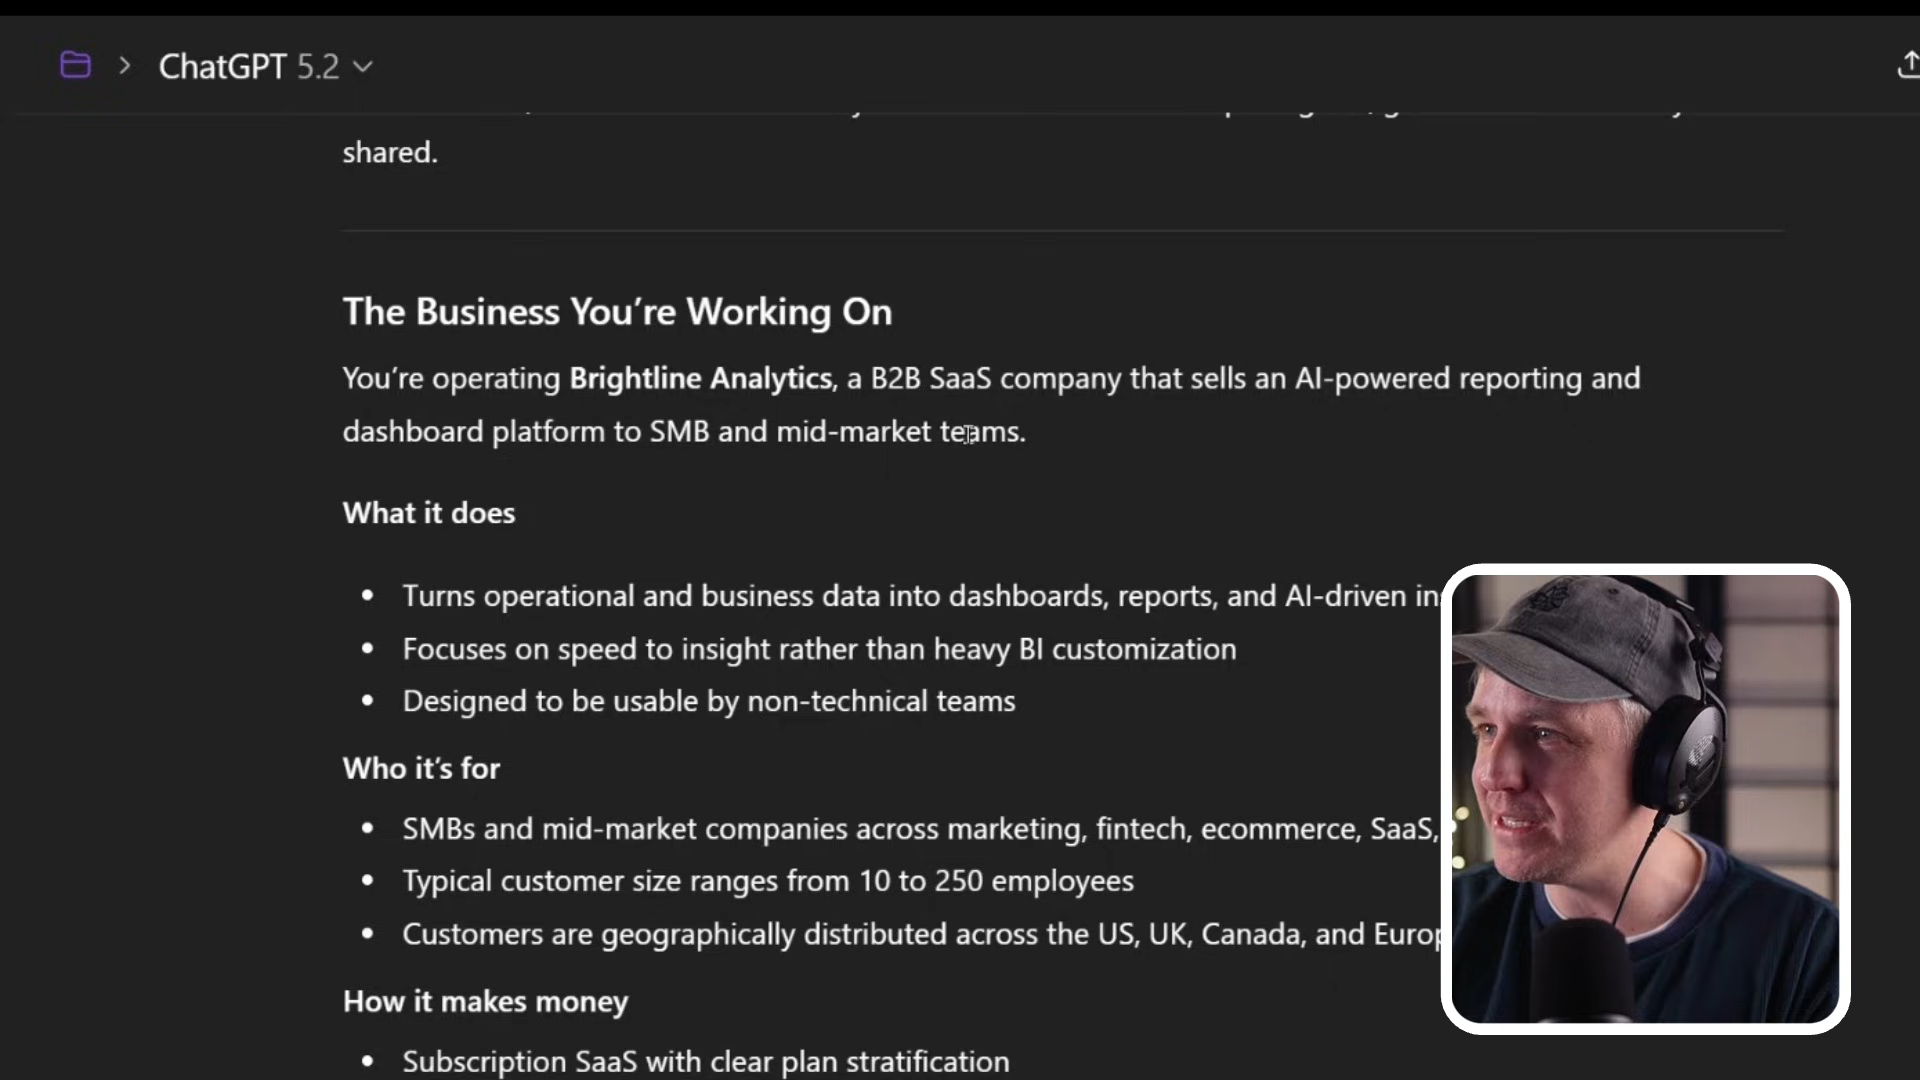 ChatGPT 5.2
shared.
The Business You're Working On
You're operating Brightline Analytics, a B2B SaaS company that sells an AI-powered reporting and
dashboard platform to SMB and mid-market teams.
What it does
• Turns operational and business data into dashboards, reports, and AI-driven
• Focuses on speed to insight rather than heavy BI customization
• Designed to be usable by non-technical teams
Who it's for
• SMBs and mid-market companies across marketing, fintech, ecommerce, SaaS,
• Typical customer size ranges from 10 to 250 employees
• Customers are geographically distributed across the US, UK, Canada, and
How it makes money
• Subscription SaaS with clear plan stratification